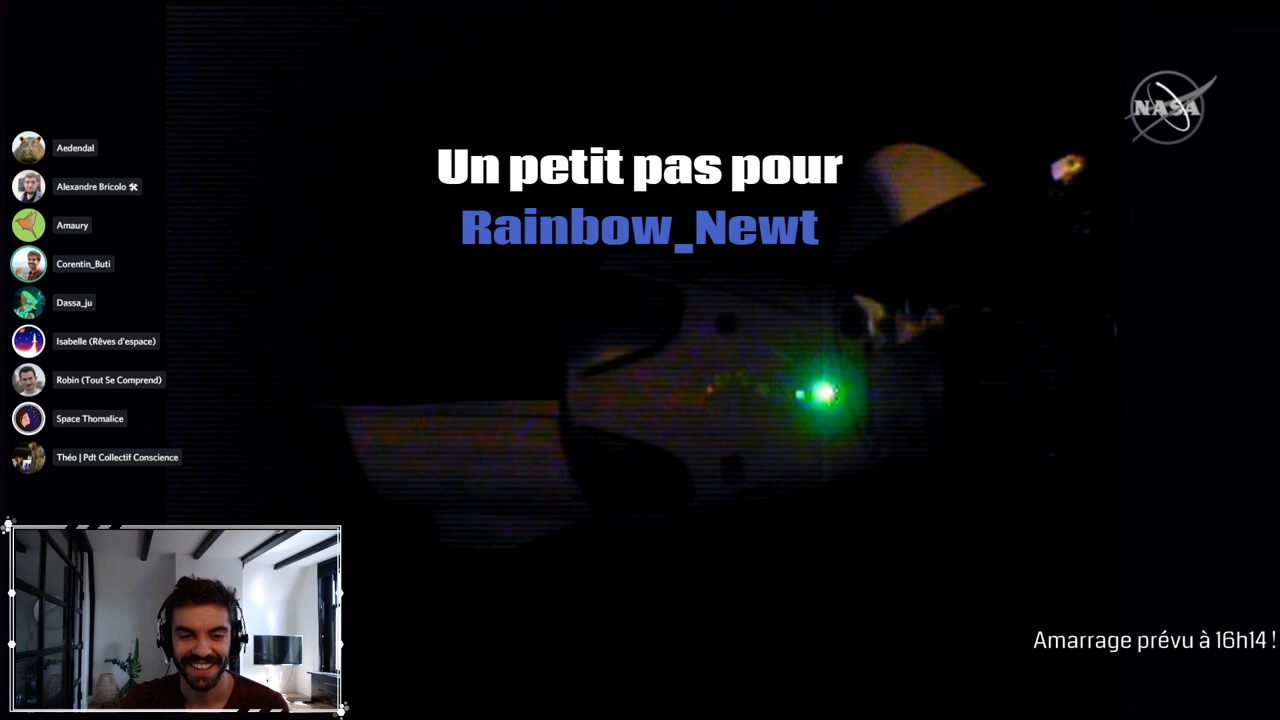 NASA
Un petit pas pour
Rainbow_Newt
Aedendal
Alexandre Bricolo 🛠
Amaury
Corentin_Buti
Dassa_ju
Isabelle (Rêves d'espace)
Robin (Tout Se Comprend)
Space Thomalice
Théo | Pdt Collectif Conscience
Amarrage prévu à 16h14 !